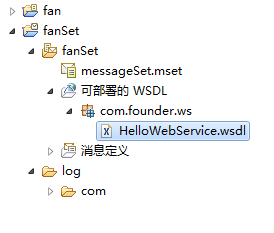 fan
fanSet
fanSet
messageSet.mset
可部署的 WSDL
com.founder.ws
HelloWebService.wsdl
消息定义
log
com